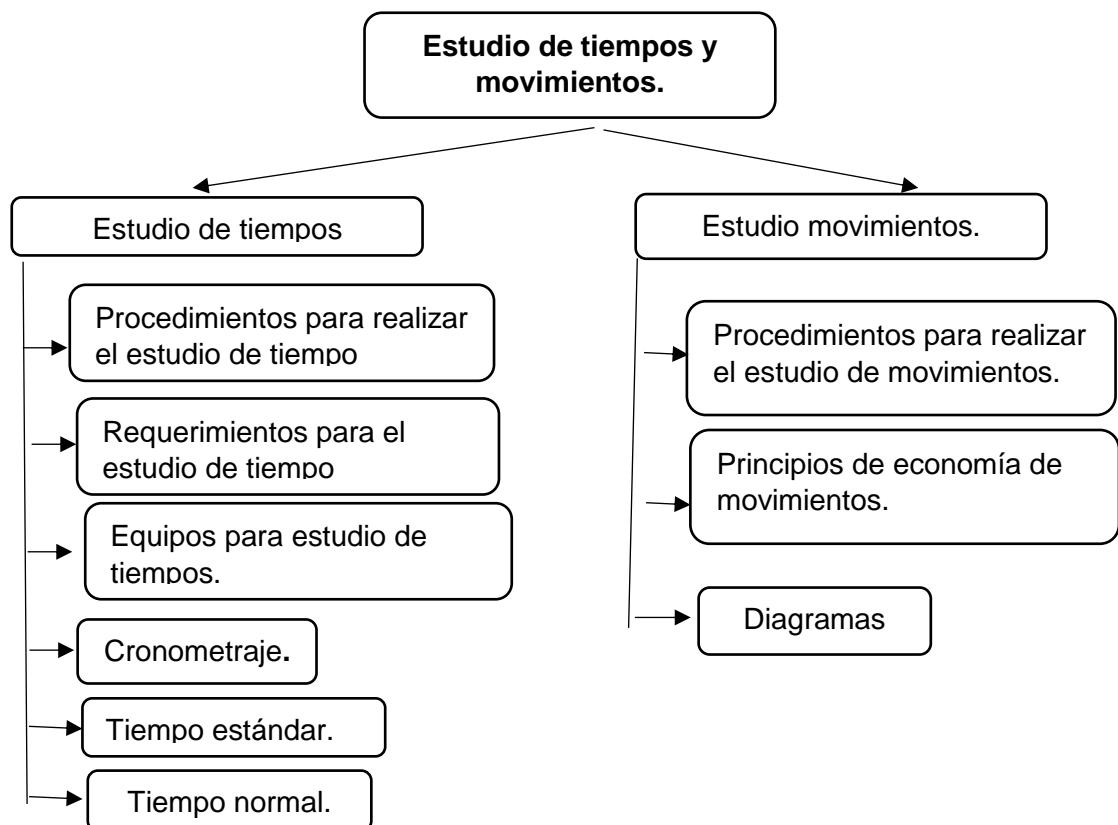 Estudio de tiempos y
movimientos.
Estudio de tiempos
Procedimientos para realizar
el estudio de tiempo
Requerimientos para el
estudio de tiempo
Equipos para estudio de
tiempos.
Cronometraje.
Tiempo estándar.
Tiempo normal.
Estudio movimientos.
Procedimientos para realizar
el estudio de movimientos.
Principios de economía de
movimientos.
Diagramas